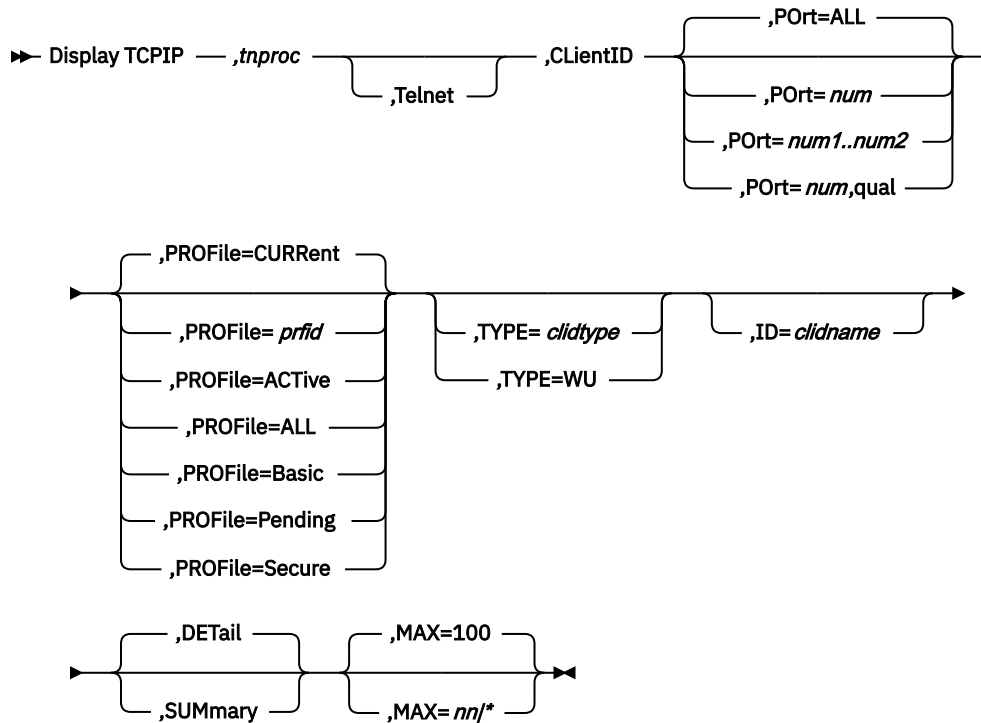 ,POrt=ALL
Display TCPIP ,tnproc ,CLientID
,Telnet
,POrt= num
,POrt= num1..num2
,POrt= num,qual
,PROFile=CURRent
,PROFile= prfid ,TYPE= clidtype ,ID= clidname
,PROFile=ACTive ,TYPE=WU
,PROFile=ALL
,PROFile=Basic
,PROFile=Pending
,PROFile=Secure
,DETail ,MAX=100
,SUMmary ,MAX= nn/*